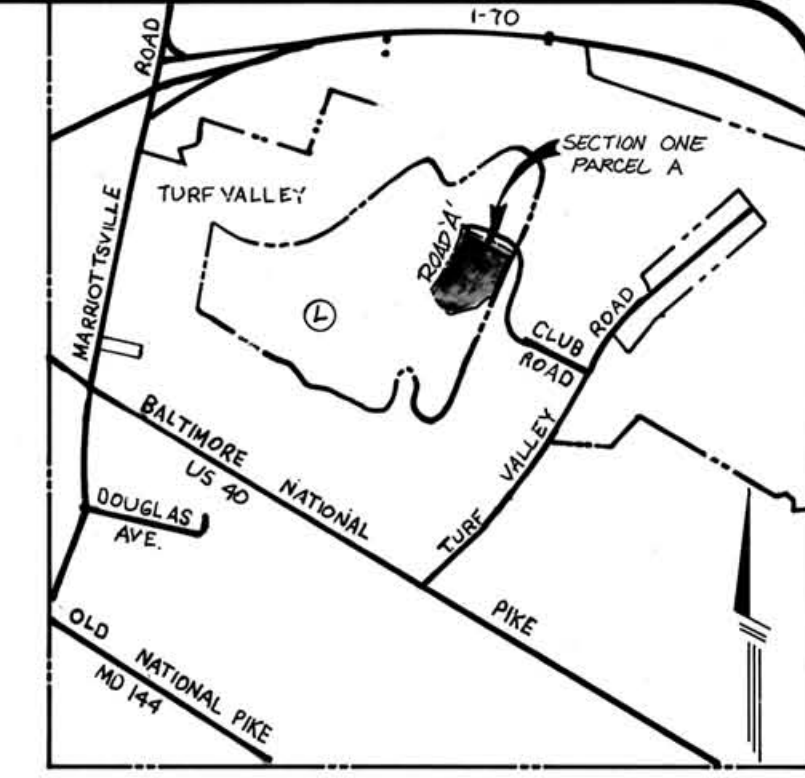 I-70
ROAD
SECTION ONE
PARCEL A
TURF VALLEY
MARRIOTTSVILLE
ROAD 'A'
L
CLUB
ROAD
ROAD
TURF VALLEY
BALTIMORE NATIONAL PIKE
US 40
DOUGLAS
AVE.
OLD NATIONAL PIKE
MD 144